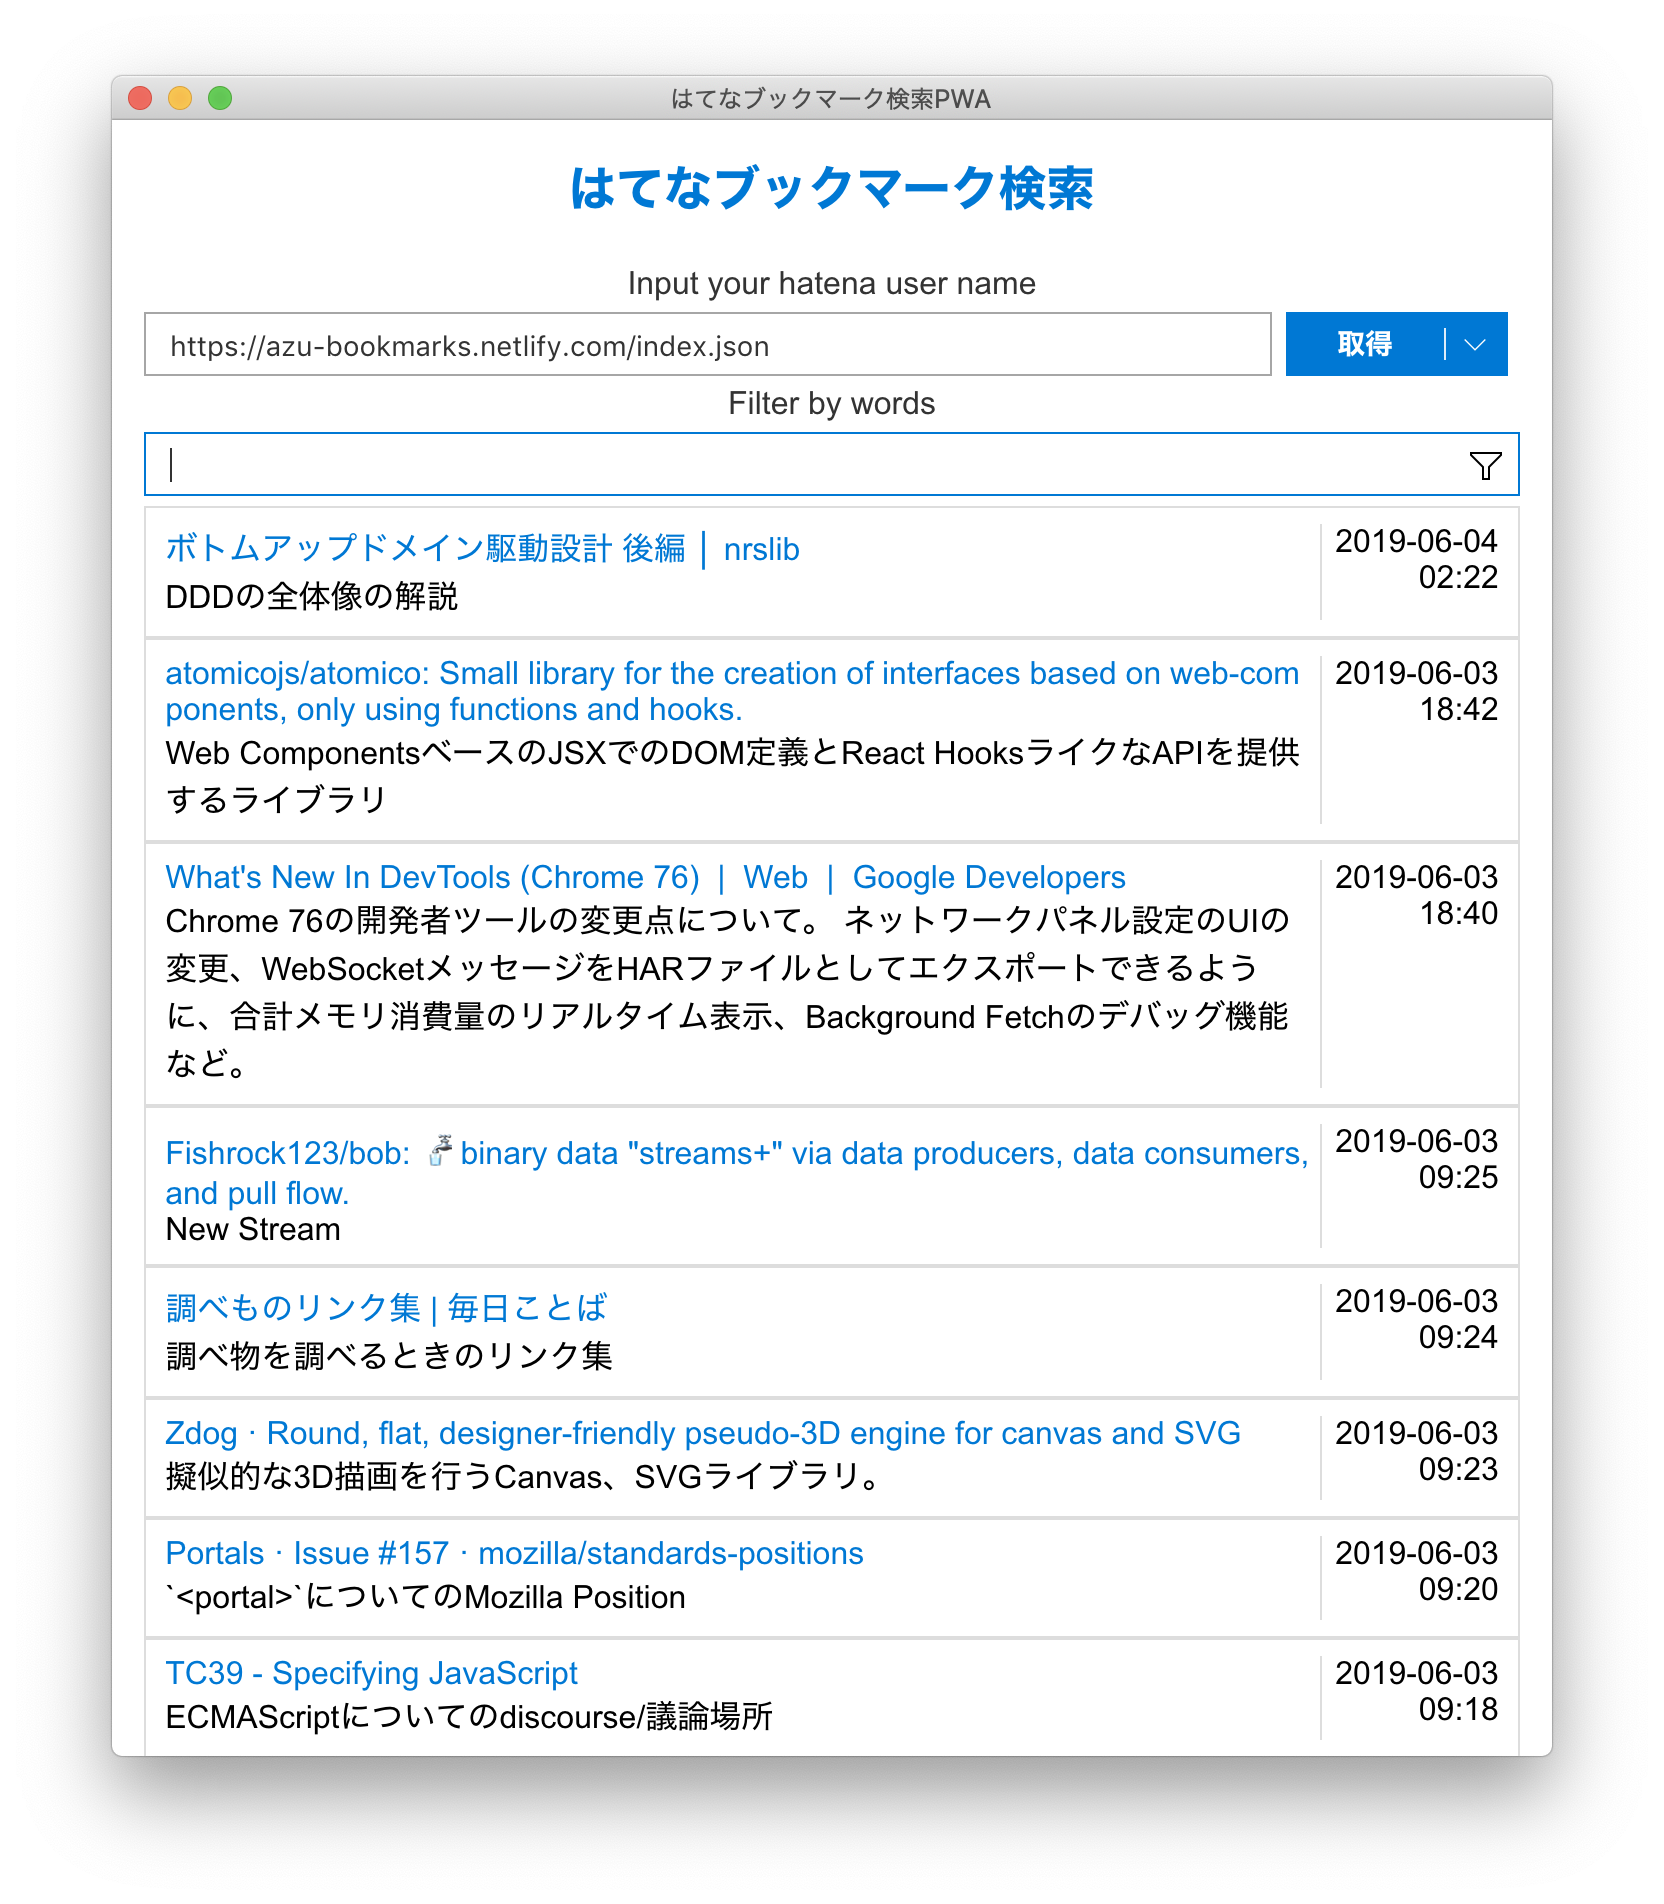 はてなブックマーク検索PWA
はてなブックマーク検索
Input your hatena user name
https://azu-bookmarks.netlify.com/index.json
取得
Filter by words
ボトムアップドメイン駆動設計 後編 │ nrslib
2019-06-04
02:22
DDDの全体像の解説
atomicojs/atomico: Small library for the creation of interfaces based on web-com
ponents, only using functions and hooks.
2019-06-03
18:42
Web ComponentsベースのJSXでのDOM定義とReact HooksライクなAPIを提供
するライブラリ
What's New In DevTools (Chrome 76)  |  Web  |  Google Developers
2019-06-03
18:40
Chrome 76の開発者ツールの変更点について。 ネットワークパネル設定のUIの
変更、WebSocketメッセージをHARファイルとしてエクスポートできるよう
に、合計メモリ消費量のリアルタイム表示、Background Fetchのデバッグ機能
など。
Fishrock123/bob: 🚰 binary data "streams+" via data producers, data consumers,
and pull flow.
2019-06-03
09:25
New Stream
調べものリンク集 | 毎日ことば
2019-06-03
09:24
調べ物を調べるときのリンク集
Zdog · Round, flat, designer-friendly pseudo-3D engine for canvas and SVG
2019-06-03
09:23
擬似的な3D描画を行うCanvas、SVGライブラリ。
Portals · Issue #157 · mozilla/standards-positions
2019-06-03
09:20
`<portal>`についてのMozilla Position
TC39 - Specifying JavaScript
2019-06-03
09:18
ECMAScriptについてのdiscourse/議論場所